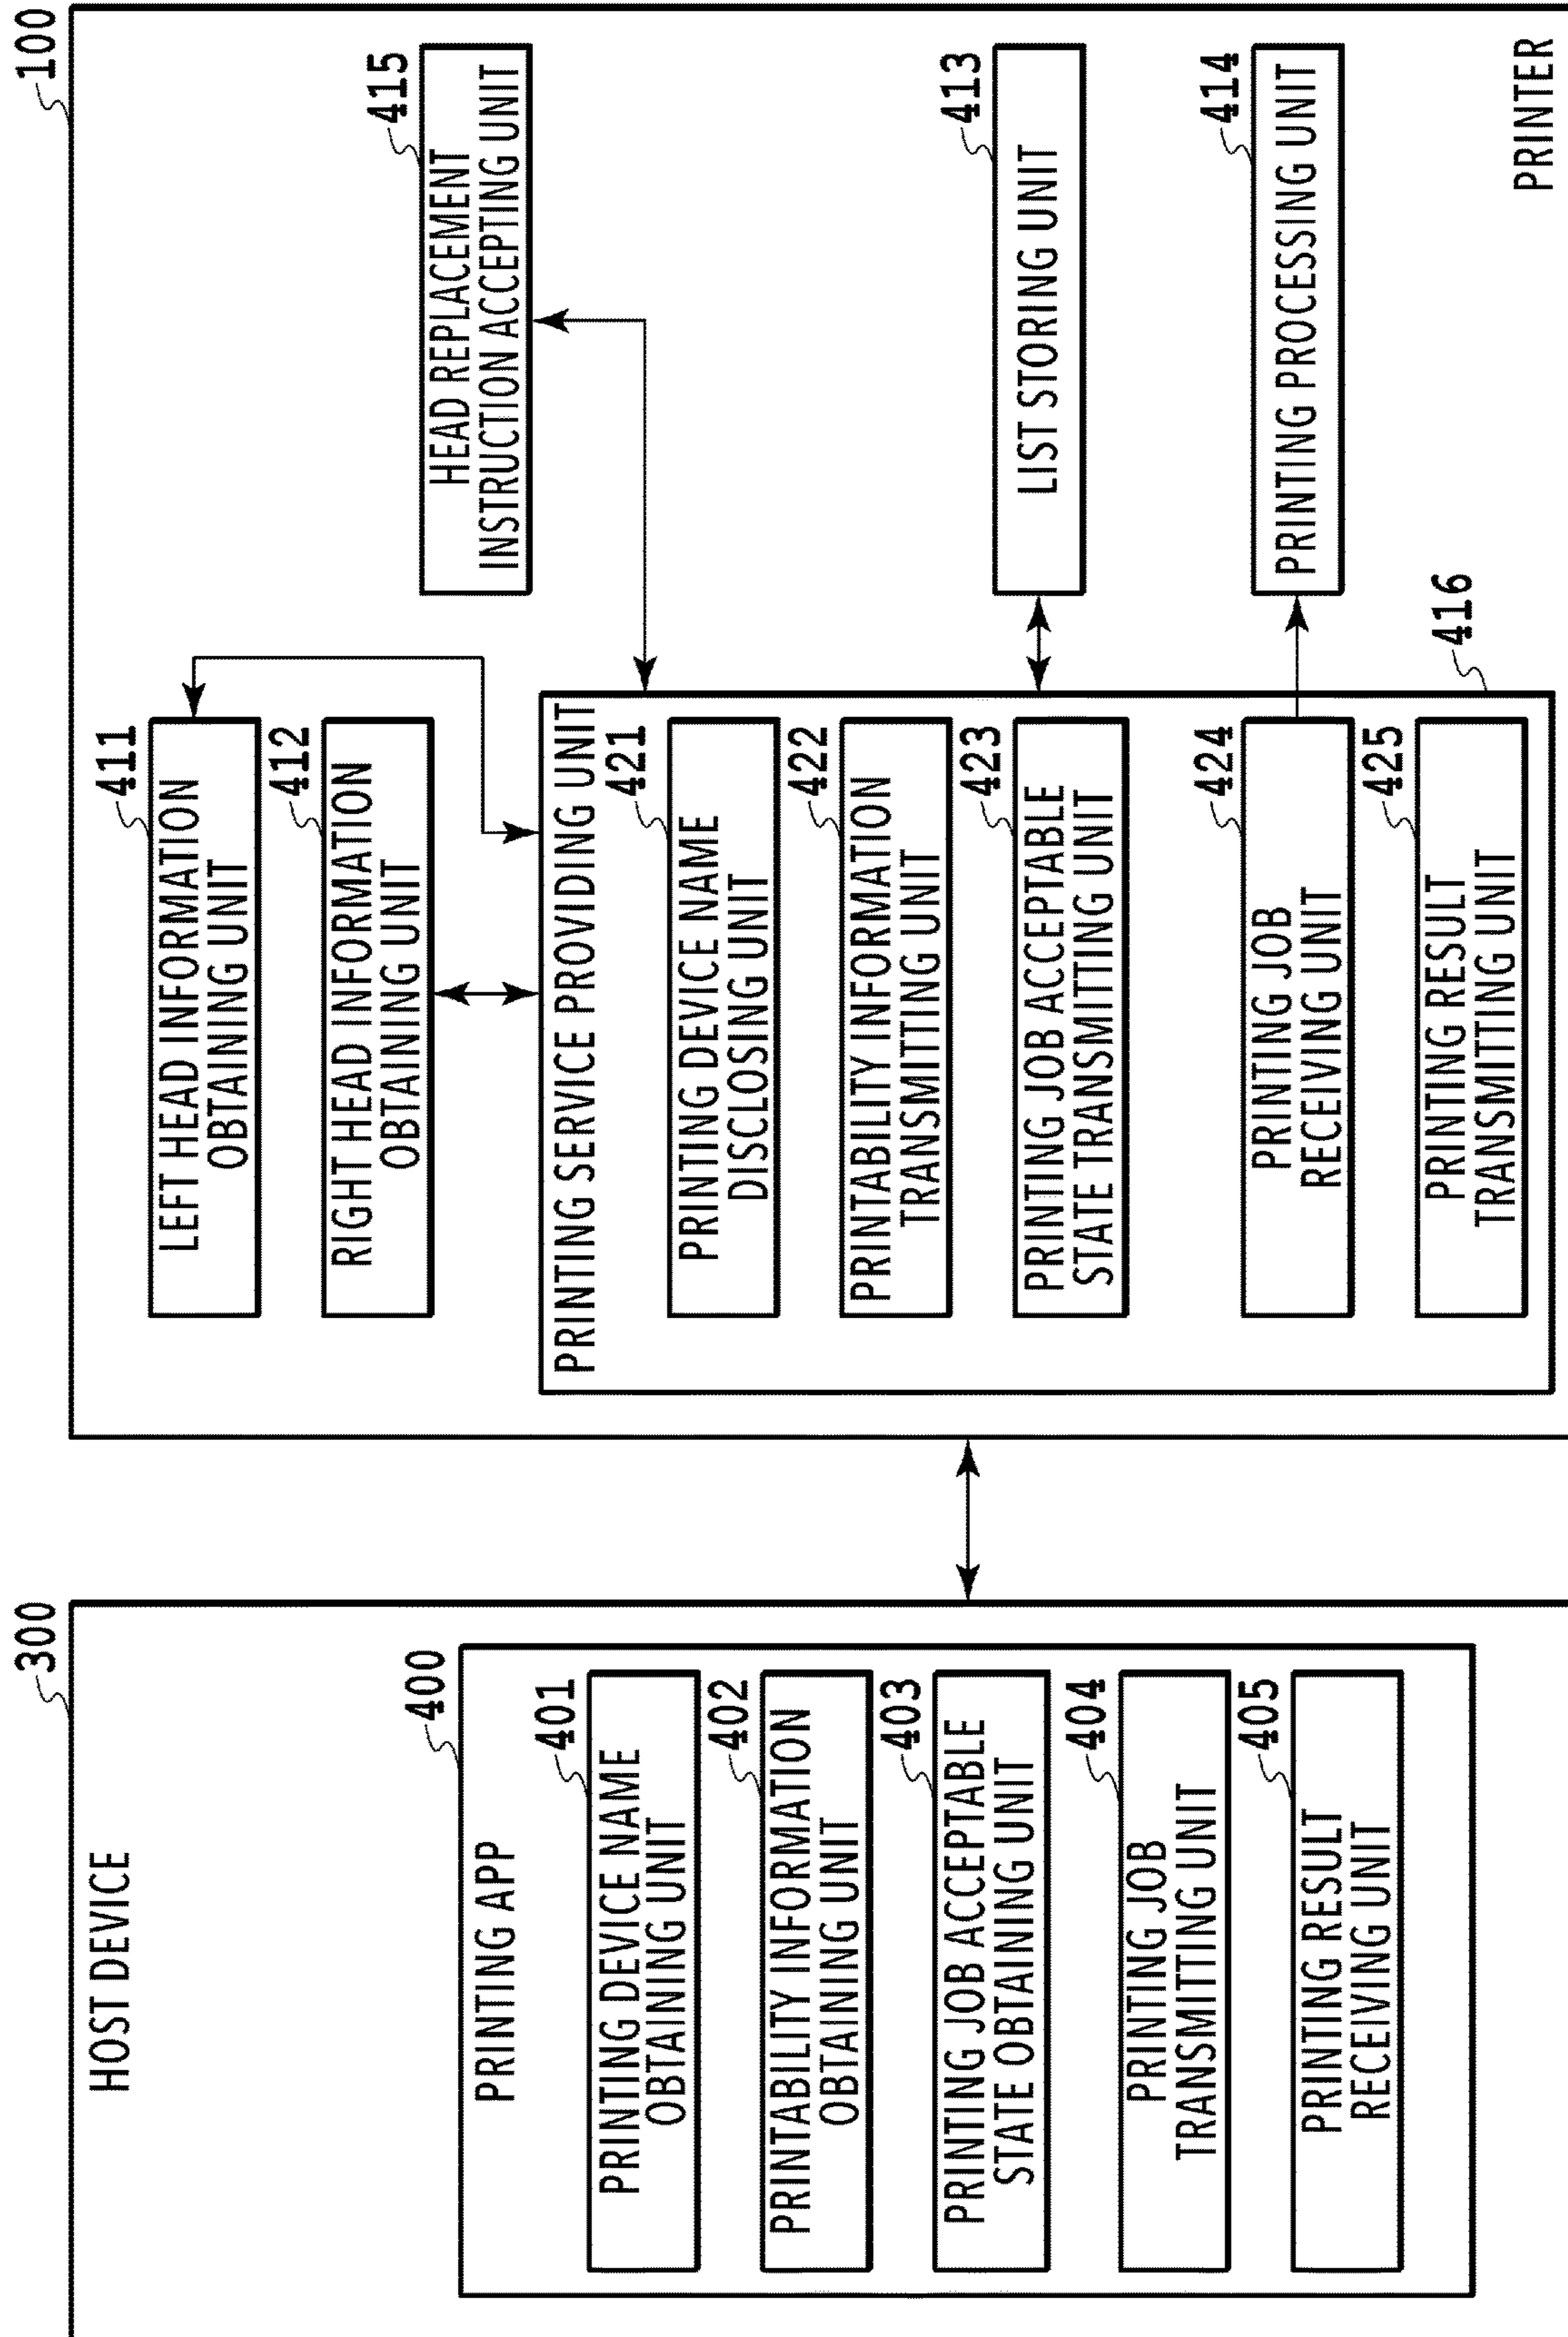 300
HOST DEVICE
400
PRINTING APP
401
PRINTING DEVICE NAME
OBTAINING UNIT
402
PRINTABILITY INFORMATION
OBTAINING UNIT
403
PRINTING JOB ACCEPTABLE
STATE OBTAINING UNIT
404
PRINTING JOB
TRANSMITTING UNIT
405
PRINTING RESULT
RECEIVING UNIT
100
411
LEFT HEAD INFORMATION
OBTAINING UNIT
412
RIGHT HEAD INFORMATION
OBTAINING UNIT
PRINTING SERVICE PROVIDING UNIT
421
PRINTING DEVICE NAME
DISCLOSING UNIT
422
PRINTABILITY INFORMATION
TRANSMITTING UNIT
423
PRINTING JOB ACCEPTABLE
STATE TRANSMITTING UNIT
424
PRINTING JOB
RECEIVING UNIT
425
PRINTING RESULT
TRANSMITTING UNIT
416
415
HEAD REPLACEMENT
INSTRUCTION ACCEPTING UNIT
413
LIST STORING UNIT
414
PRINTING PROCESSING UNIT
PRINTER